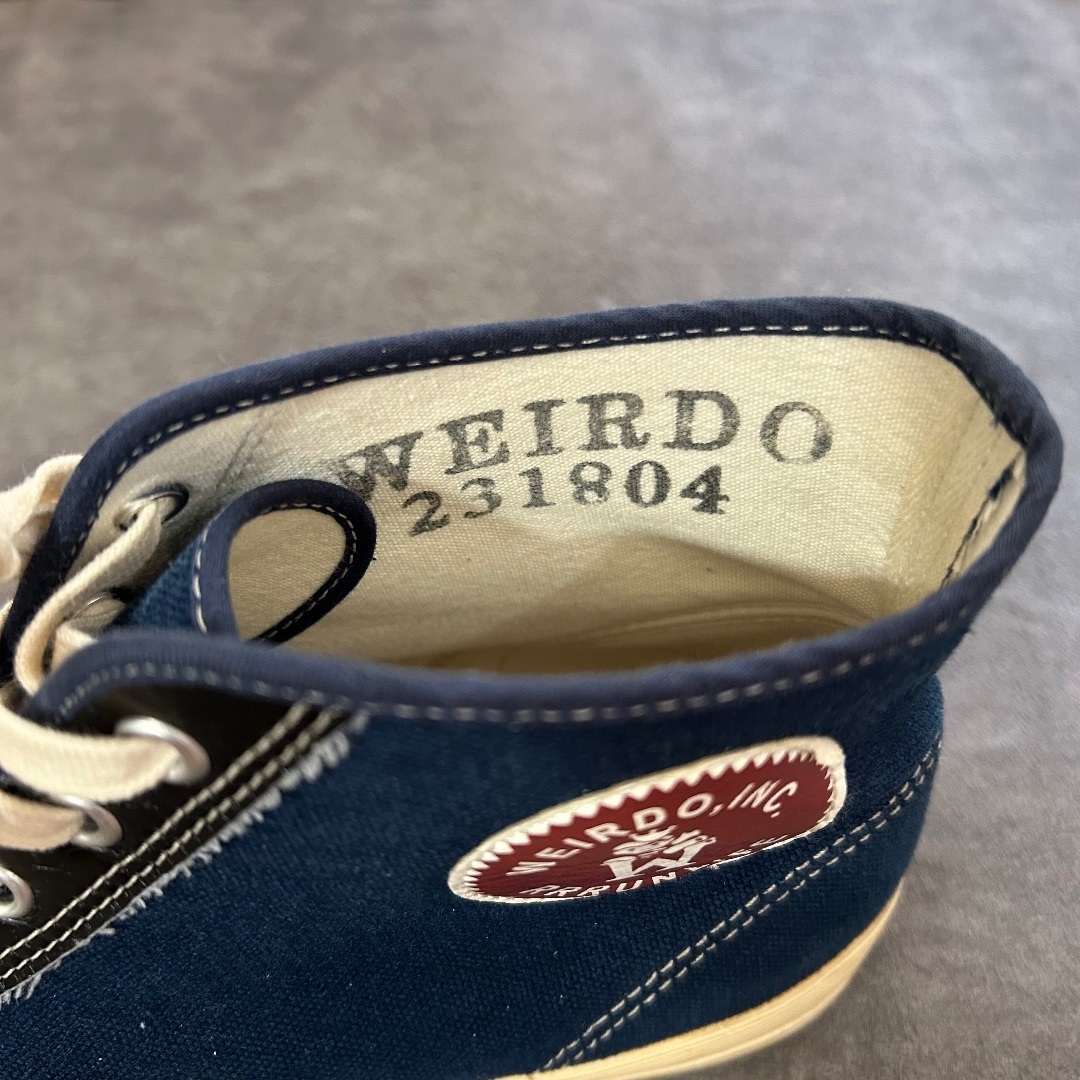 WEIRDO
231804
WEIRDO, INC.
W